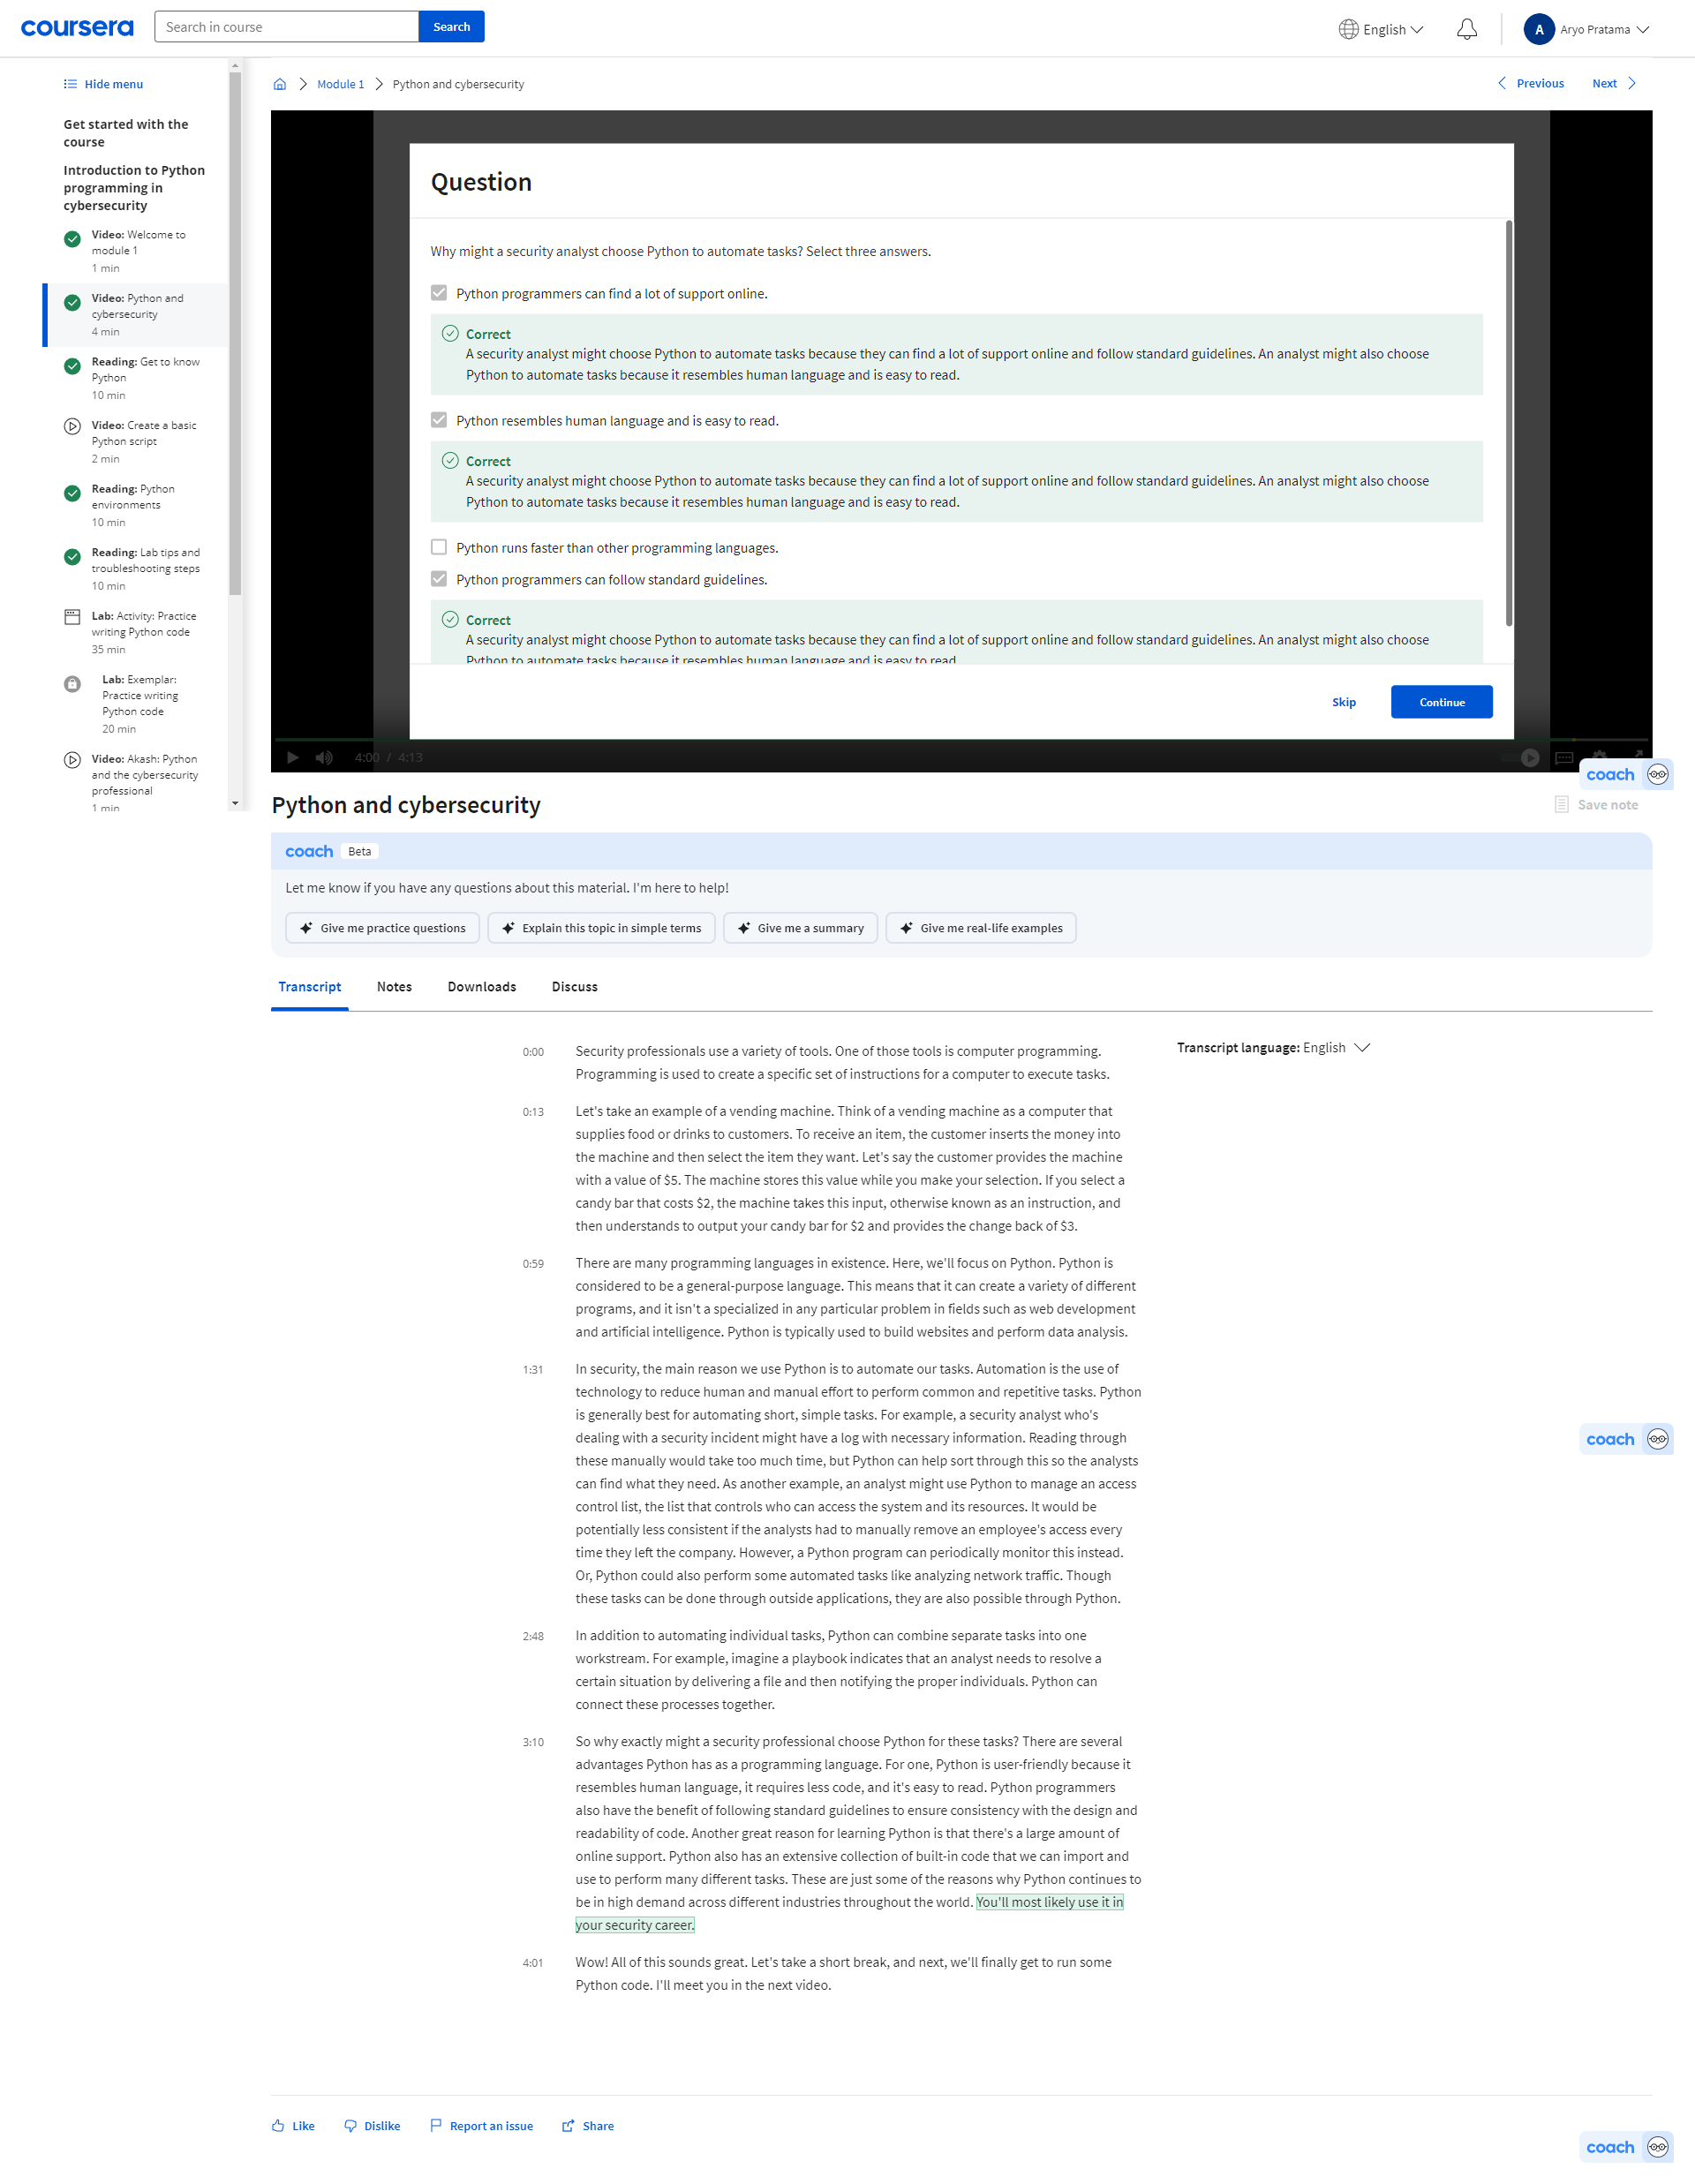 coursera
Search in course
Search
English
A
Aryo Pratama
Hide menu
Get started with the
course
Introduction to Python
programming in
cybersecurity
Video: Welcome to
module 1
1 min
Video: Python and
cybersecurity
4 min
Reading: Get to know
Python
10 min
Video: Create a basic
Python script
2 min
Reading: Python
environments
10 min
Reading: Lab tips and
troubleshooting steps
10 min
Lab: Activity: Practice
writing Python code
35 min
Lab: Exemplar:
Practice writing
Python code
20 min
Video: Akash: Python
and the cybersecurity
professional
1 min
Module 1
Python and cybersecurity
Previous
Next
Question
Why might a security analyst choose Python to automate tasks? Select three answers.
Python programmers can find a lot of support online.
Correct
A security analyst might choose Python to automate tasks because they can find a lot of support online and follow standard guidelines. An analyst might also choose
Python to automate tasks because it resembles human language and is easy to read.
Python resembles human language and is easy to read.
Correct
A security analyst might choose Python to automate tasks because they can find a lot of support online and follow standard guidelines. An analyst might also choose
Python to automate tasks because it resembles human language and is easy to read.
Python runs faster than other programming languages.
Python programmers can follow standard guidelines.
Correct
A security analyst might choose Python to automate tasks because they can find a lot of support online and follow standard guidelines. An analyst might also choose
Python to automate tasks because it resembles human language and is easy to read.
Skip
Continue
4:00 / 4:13
coach
Python and cybersecurity
Save note
coach Beta
Let me know if you have any questions about this material. I'm here to help!
Give me practice questions
Explain this topic in simple terms
Give me a summary
Give me real-life examples
Transcript
Notes
Downloads
Discuss
Transcript language: English
0:00
Security professionals use a variety of tools. One of those tools is computer programming.
Programming is used to create a specific set of instructions for a computer to execute tasks.
0:13
Let's take an example of a vending machine. Think of a vending machine as a computer that
supplies food or drinks to customers. To receive an item, the customer inserts the money into
the machine and then select the item they want. Let's say the customer provides the machine
with a value of $5. The machine stores this value while you make your selection. If you select a
candy bar that costs $2, the machine takes this input, otherwise known as an instruction, and
then understands to output your candy bar for $2 and provides the change back of $3.
0:59
There are many programming languages in existence. Here, we'll focus on Python. Python is
considered to be a general-purpose language. This means that it can create a variety of different
programs, and it isn't a specialized in any particular problem in fields such as web development
and artificial intelligence. Python is typically used to build websites and perform data analysis.
1:31
In security, the main reason we use Python is to automate our tasks. Automation is the use of
technology to reduce human and manual effort to perform common and repetitive tasks. Python
is generally best for automating short, simple tasks. For example, a security analyst who's
dealing with a security incident might have a log with necessary information. Reading through
these manually would take too much time, but Python can help sort through this so the analysts
can find what they need. As another example, an analyst might use Python to manage an access
control list, the list that controls who can access the system and its resources. It would be
potentially less consistent if the analysts had to manually remove an employee's access every
time they left the company. However, a Python program can periodically monitor this instead.
Or, Python could also perform some automated tasks like analyzing network traffic. Though
these tasks can be done through outside applications, they are also possible through Python.
coach
2:48
In addition to automating individual tasks, Python can combine separate tasks into one
workstream. For example, imagine a playbook indicates that an analyst needs to resolve a
certain situation by delivering a file and then notifying the proper individuals. Python can
connect these processes together.
3:10
So why exactly might a security professional choose Python for these tasks? There are several
advantages Python has as a programming language. For one, Python is user-friendly because it
resembles human language, it requires less code, and it's easy to read. Python programmers
also have the benefit of following standard guidelines to ensure consistency with the design and
readability of code. Another great reason for learning Python is that there's a large amount of
online support. Python also has an extensive collection of built-in code that we can import and
use to perform many different tasks. These are just some of the reasons why Python continues to
be in high demand across different industries throughout the world. You'll most likely use it in
your security career.
4:01
Wow! All of this sounds great. Let's take a short break, and next, we'll finally get to run some
Python code. I'll meet you in the next video.
Like
Dislike
Report an issue
Share
coach